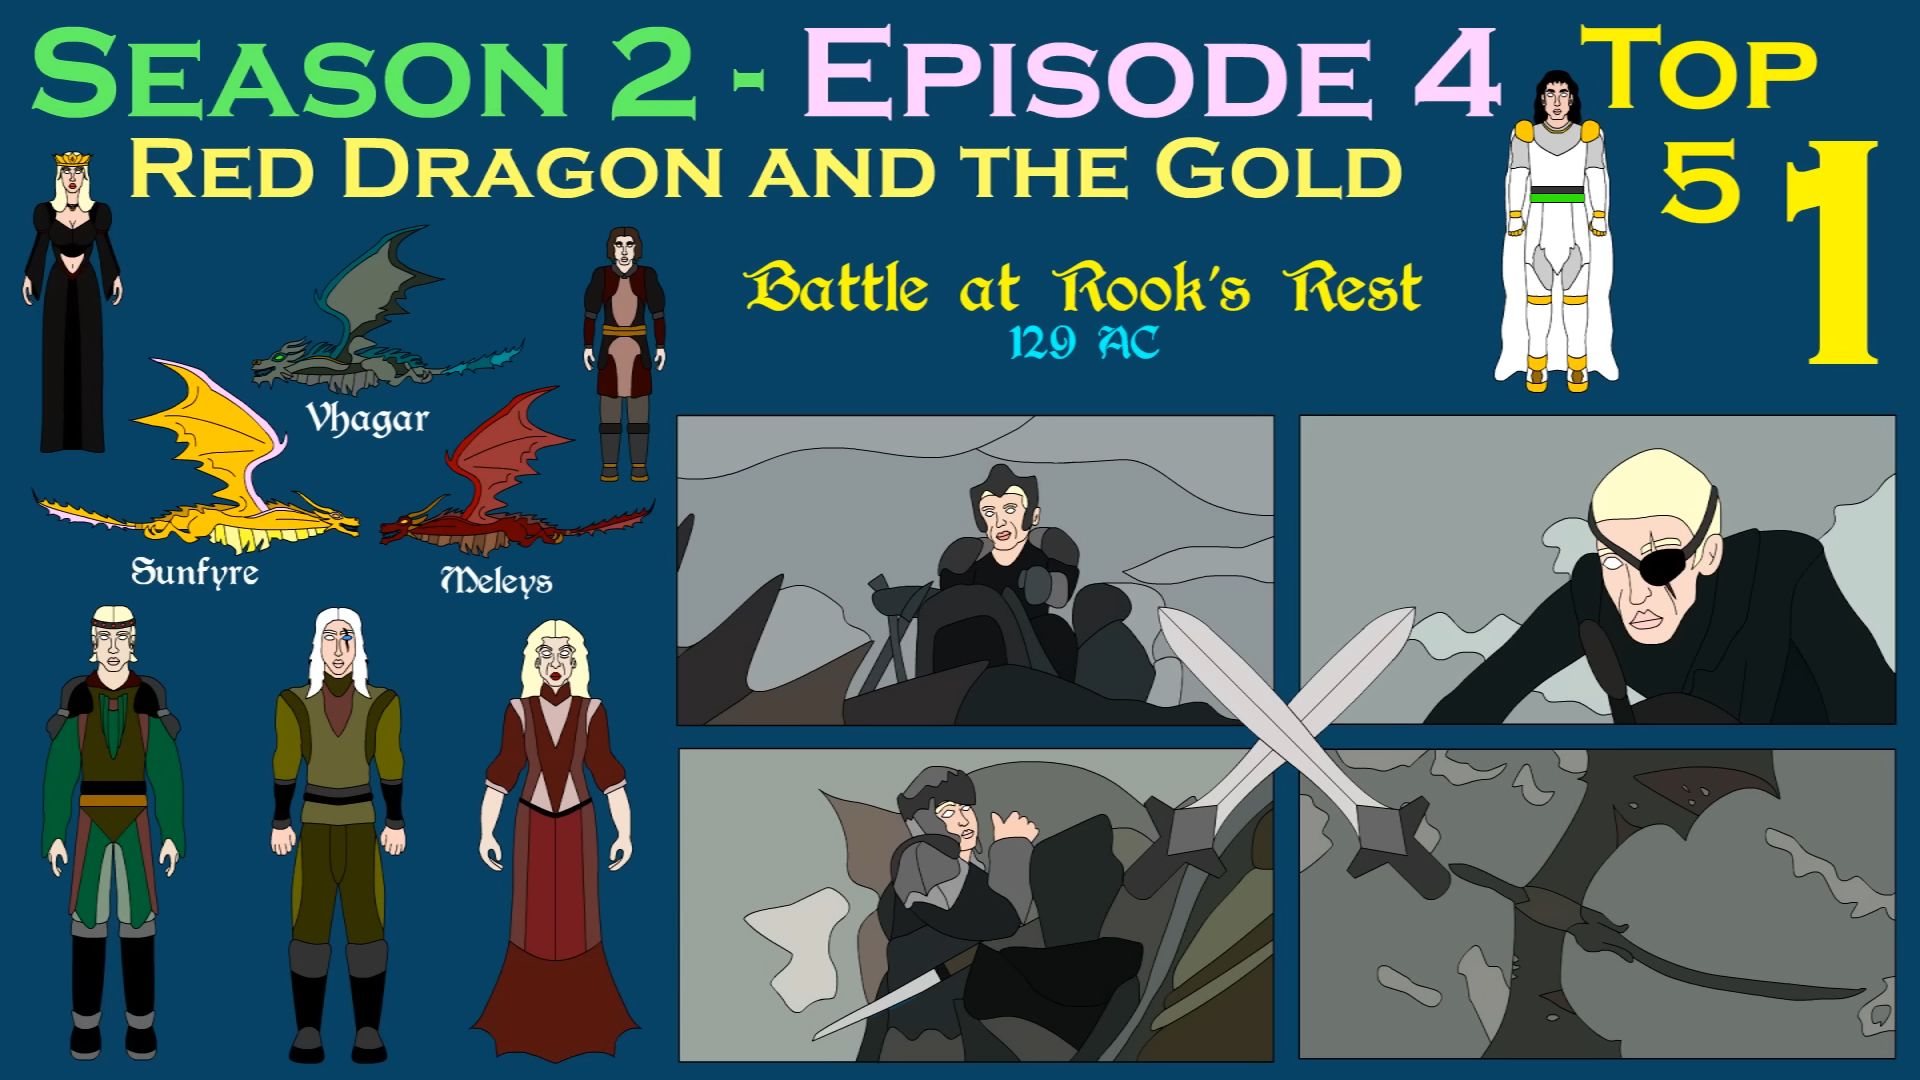 Season 2 - Episode 4
Red Dragon and the Gold
Top
5
1
Battle at Rook's Rest
129 AC
Vhagar
Sunfyre
Meleys